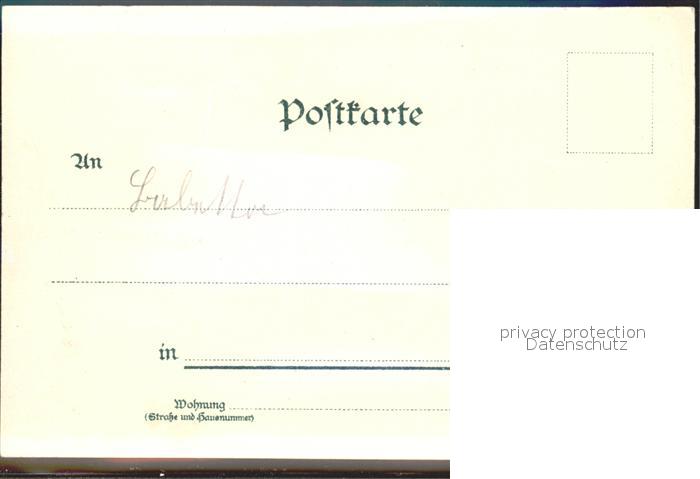 Postkarte
An
in
Wohnung
(Straße und Hausnummer)
privacy protection
Datenschutz